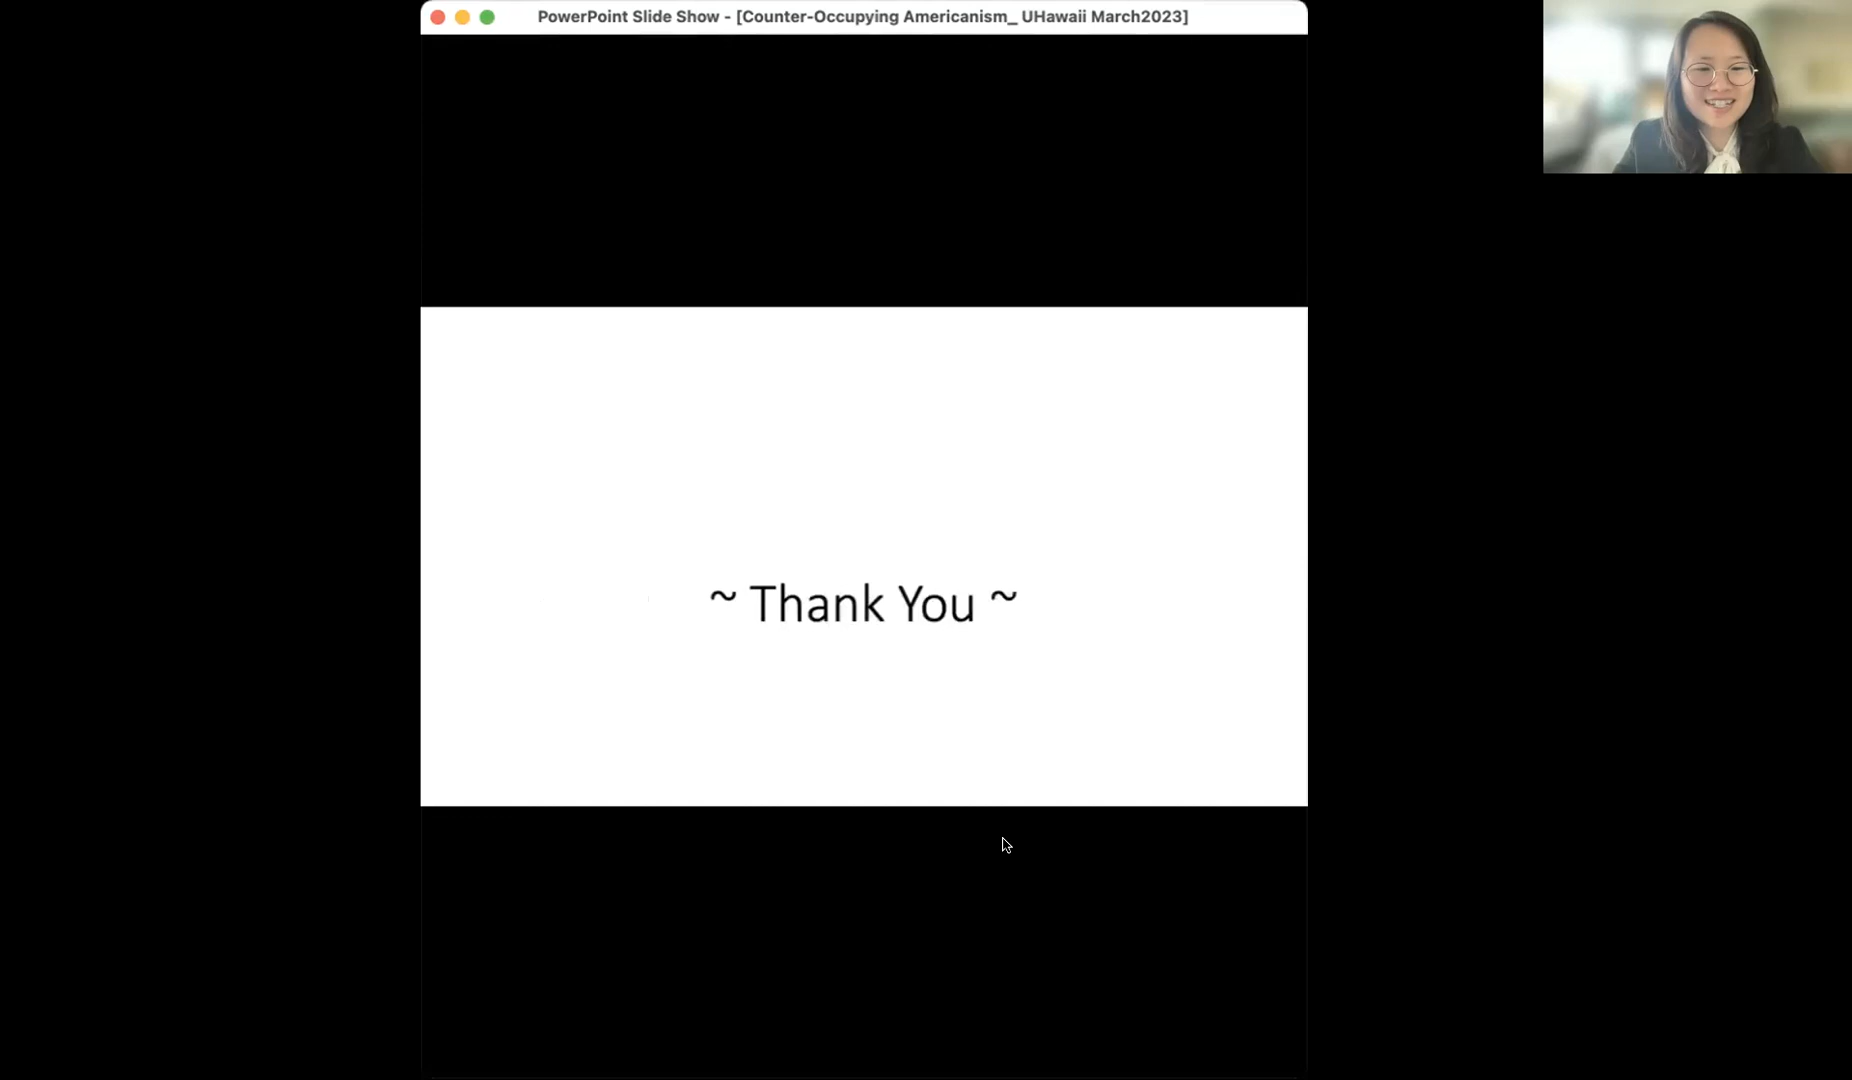 PowerPoint Slide Show - [Counter-Occupying Americanism_ UHawaii March2023]
~ Thank You ~